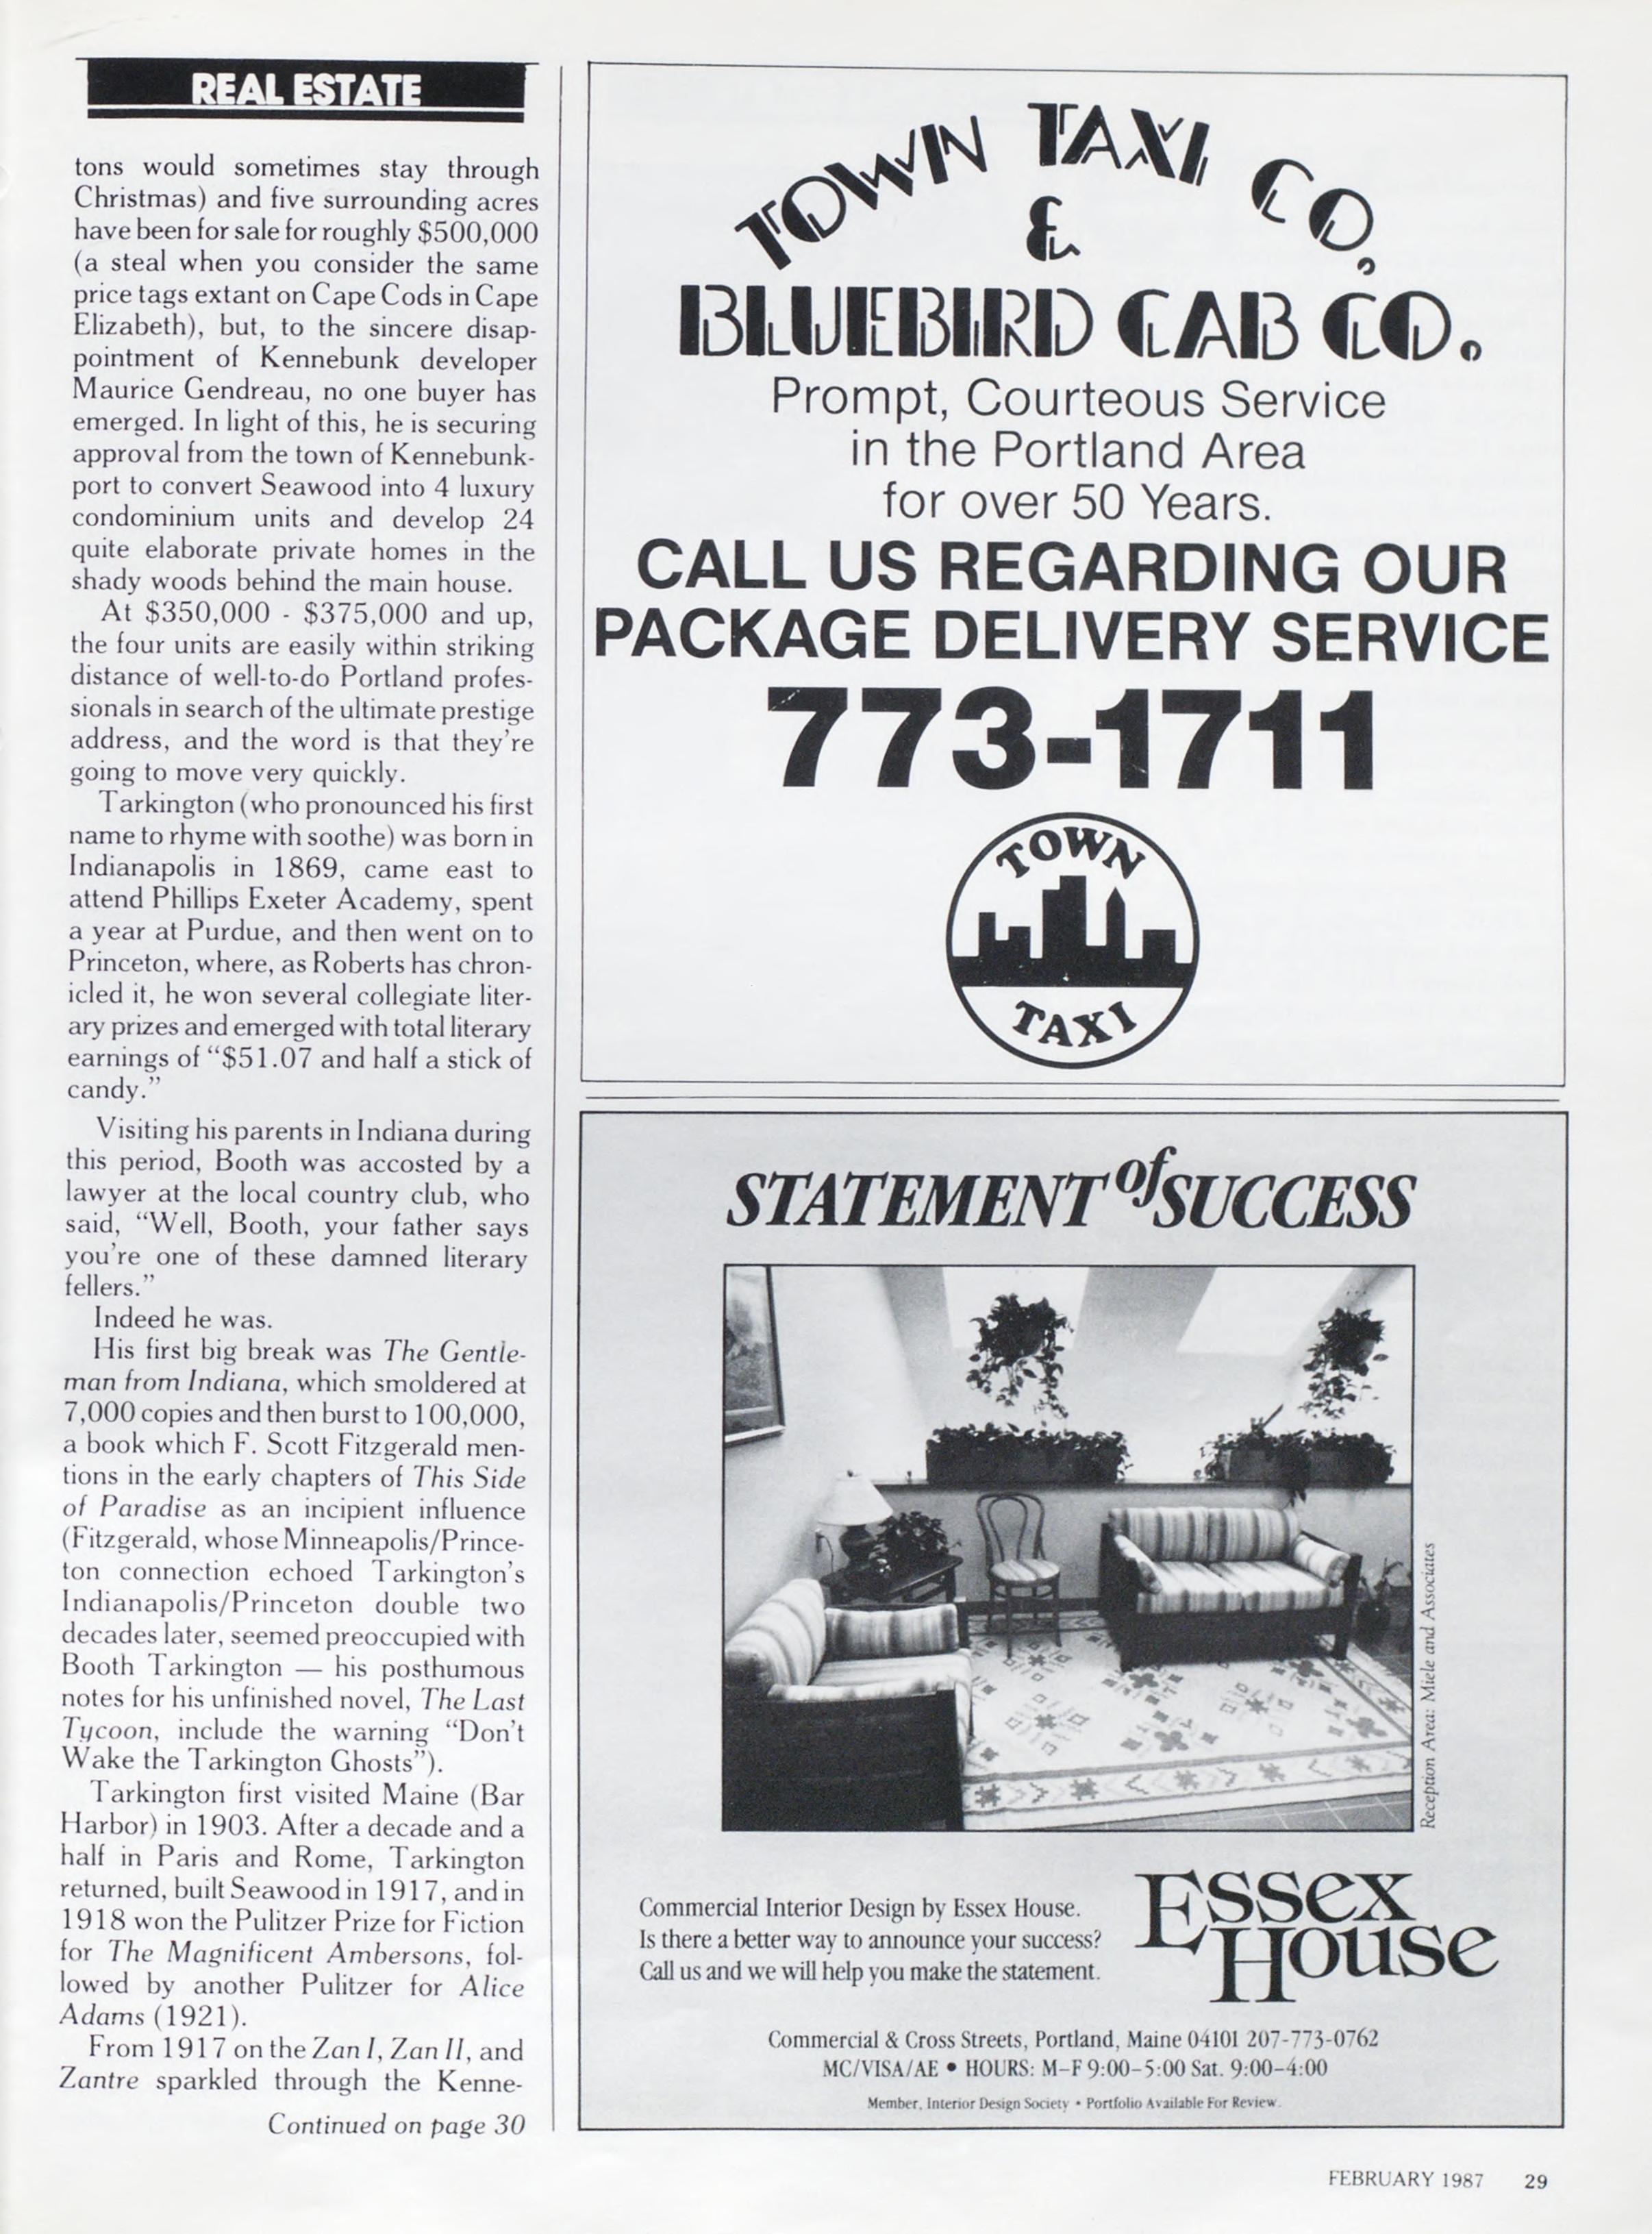 REAL ESTATE
tons would sometimes stay through
Christmas) and five surrounding acres
have been for sale for roughly $500,000
(a steal when you consider the same
price tags extant on Cape Cods in Cape
Elizabeth), but, to the sincere disap-
pointment of Kennebunk developer
Maurice Gendreau, no one buyer has
emerged. In light of this, he is securing
approval from the town of Kennebunk-
port to convert Seawood into 4 luxury
condominium units and develop 24
quite elaborate private homes in the
shady woods behind the main house.
At $350,000 - $375,000 and up,
the four units are easily within striking
distance of well-to-do Portland profes-
sionals in search of the ultimate prestige
address, and the word is that they're
going to move very quickly.
Tarkington (who pronounced his first
name to rhyme with soothe) was born in
Indianapolis in 1869, came east to
attend Phillips Exeter Academy, spent
a year at Purdue, and then went on to
Princeton, where, as Roberts has chron-
icled it, he won several collegiate liter-
ary prizes and emerged with total literary
earnings of “$51.07 and half a stick of
candy.”
Visiting his parents in Indiana during
this period, Booth was accosted by a
lawyer at the local country club, who
said, “Well, Booth, your father says
you're one of these damned literary
fellers.”
Indeed he was.
His first big break was The Gentle-
man from Indiana, which smoldered at
7,000 copies and then burst to 100,000,
a book which F. Scott Fitzgerald men-
tions in the early chapters of This Side
of Paradise as an incipient influence
(Fitzgerald, whose Minneapolis/Prince-
ton connection echoed Tarkington's
Indianapolis/Princeton double two
decades later, seemed preoccupied with
Booth Tarkington — his posthumous
notes for his unfinished novel, The Last
Tycoon, include the warning “Don't
Wake the Tarkington Ghosts”).
Tarkington first visited Maine (Bar
Harbor) in 1903. After a decade and a
half in Paris and Rome, Tarkington
returned, built Seawood in 1917, and in
1918 won the Pulitzer Prize for Fiction
for The Magnificent Ambersons, fol-
lowed by another Pulitzer for Alice
Adams (1921).
From 1917 on the Zan I, Zan II, and
Zantre sparkled through the Kenne-
Continued on page 30
TOWN TAXI CO.
&
BLUEBIRD CAB CO.
Prompt, Courteous Service
in the Portland Area
for over 50 Years.
CALL US REGARDING OUR
PACKAGE DELIVERY SERVICE
773-1711
TOWN
TAXI
STATEMENT of SUCCESS
Reception Area: Miele and Associates
Commercial Interior Design by Essex House.
Is there a better way to announce your success?
Call us and we will help you make the statement.
ESSEX
HOUSE
Commercial & Cross Streets, Portland, Maine 04101 207-773-0762
MC/VISA/AE • HOURS: M-F 9:00-5:00 Sat. 9:00-4:00
Member, Interior Design Society • Portfolio Available For Review.
FEBRUARY 1987 29